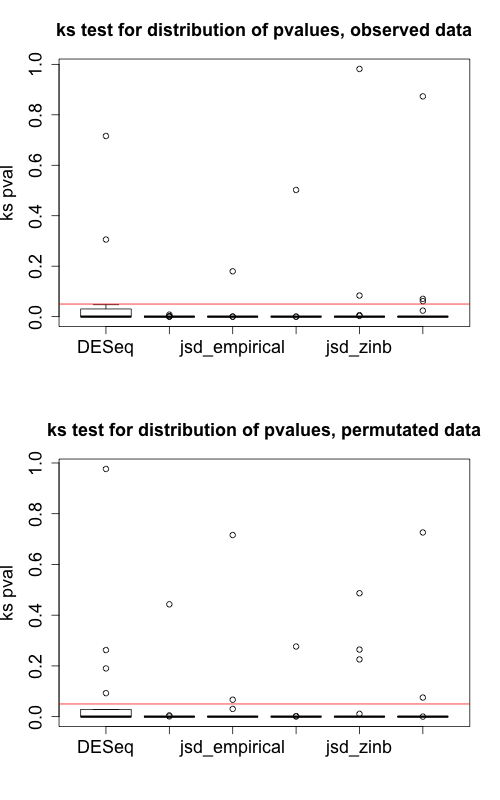 ks test for distribution of pvalues, observed data
ks pval
1.0
0.8
0.6
0.4
0.2
0.0
DESeq jsd_empirical jsd_zinb
ks test for distribution of pvalues, permutated data
ks pval
1.0
0.8
0.6
0.4
0.2
0.0
DESeq jsd_empirical jsd_zinb